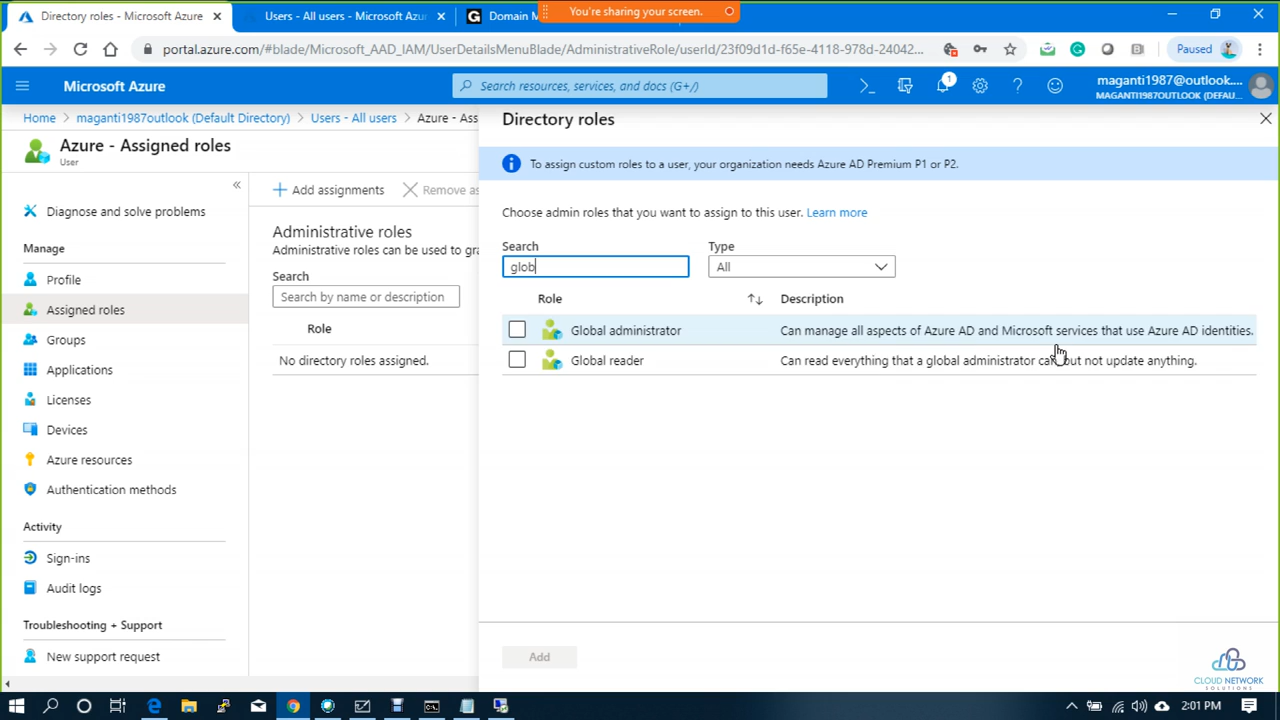 Directory roles - Microsoft Azure
Users - All users - Microsoft Azu
Domain M
You're sharing your screen.
portal.azure.com/#blade/Microsoft_AAD_IAM/UserDetailsMenuBlade/AdministrativeRole/userId/23f09d1d-f65e-4118-978d-24042...
Paused
Microsoft Azure
Search resources, services, and docs (G+/)
1
maganti1987@outlook....
MAGANTI1987OUTLOOK (DEFAU...
Home > maganti1987outlook (Default Directory) > Users - All users > Azure - Ass
Azure - Assigned roles
User
Directory roles
To assign custom roles to a user, your organization needs Azure AD Premium P1 or P2.
Diagnose and solve problems
Manage
Profile
Assigned roles
Groups
Applications
Licenses
Devices
Azure resources
Authentication methods
Activity
Sign-ins
Audit logs
Troubleshooting + Support
New support request
Add assignments
Remove as
Administrative roles
Administrative roles can be used to gra
Search
Search by name or description
Role
No directory roles assigned.
Choose admin roles that you want to assign to this user. Learn more
Search
Type
glob
All
Role
Description
Global administrator
Can manage all aspects of Azure AD and Microsoft services that use Azure AD identities.
Global reader
Can read everything that a global administrator can but not update anything.
Add
CLOUD NETWORK
SOLUTIONS
2:01 PM